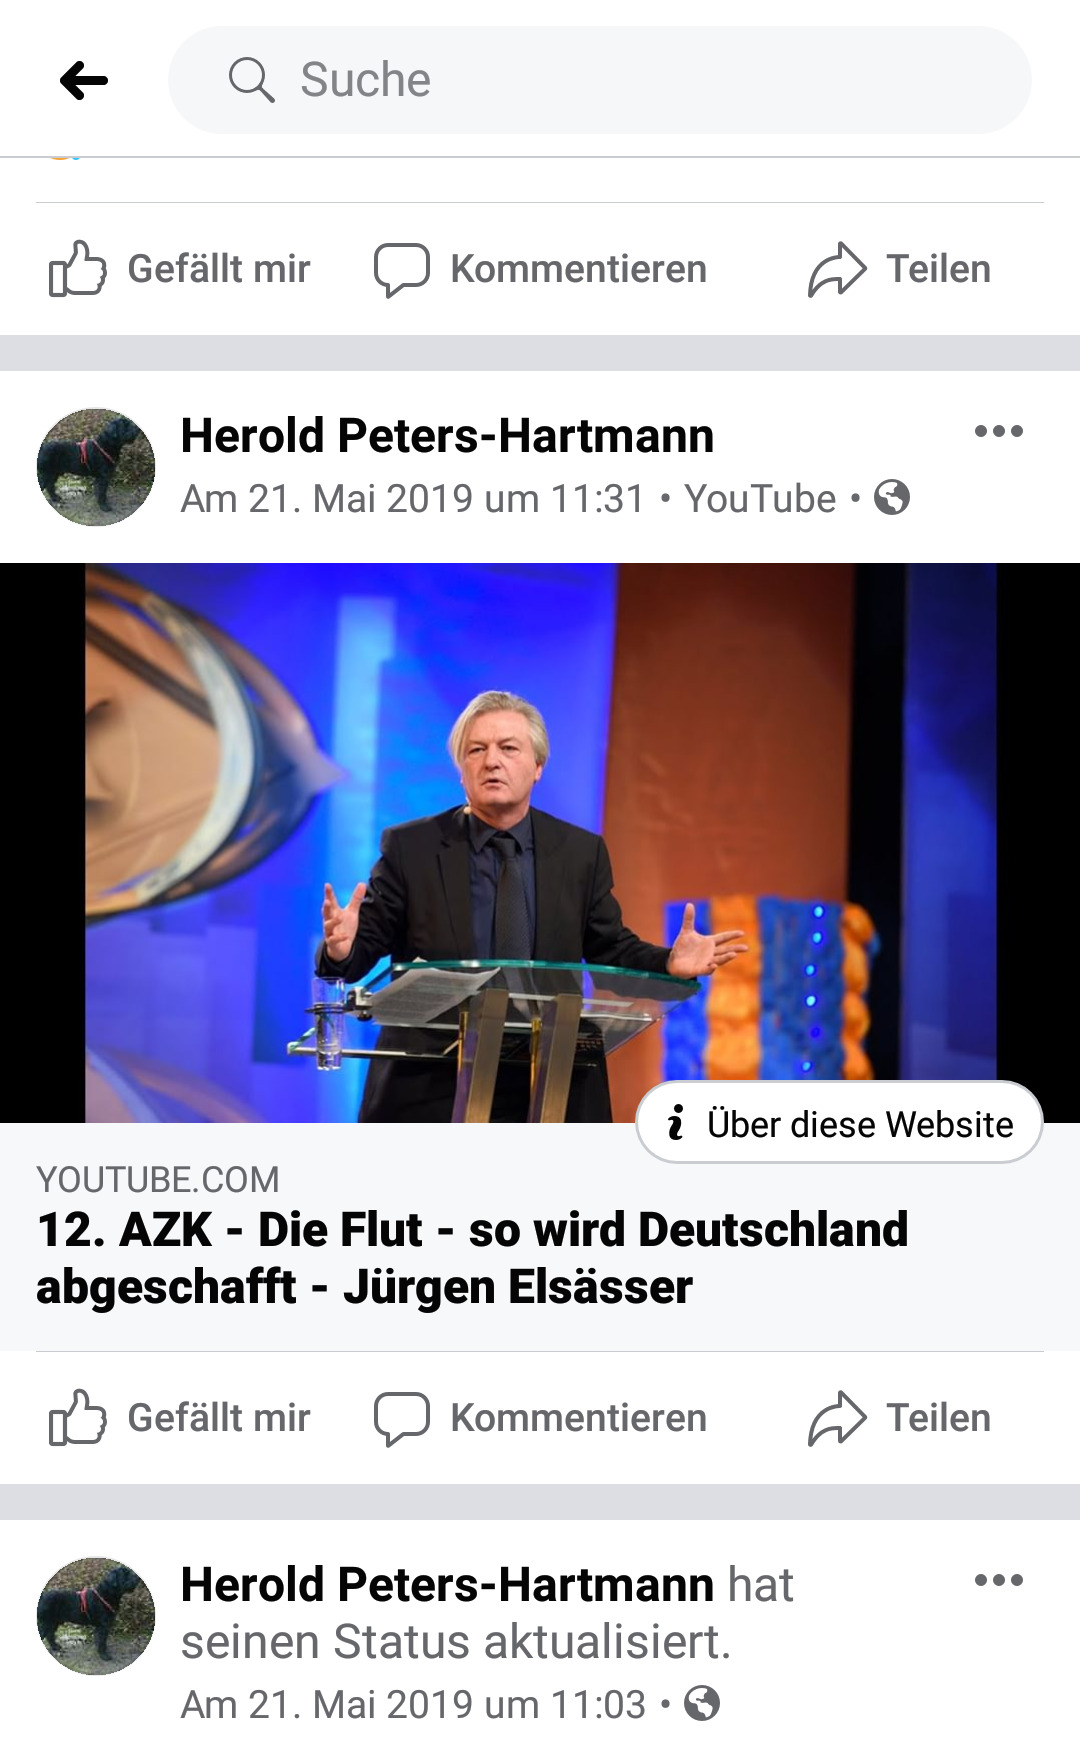 Suche
Gefällt mir
Kommentieren
Teilen
Herold Peters-Hartmann
Am 21. Mai 2019 um 11:31 • YouTube •
Über diese Website
YOUTUBE.COM
12. AZK - Die Flut - so wird Deutschland
abgeschafft - Jürgen Elsässer
Gefällt mir
Kommentieren
Teilen
Herold Peters-Hartmann hat
seinen Status aktualisiert.
Am 21. Mai 2019 um 11:03 •